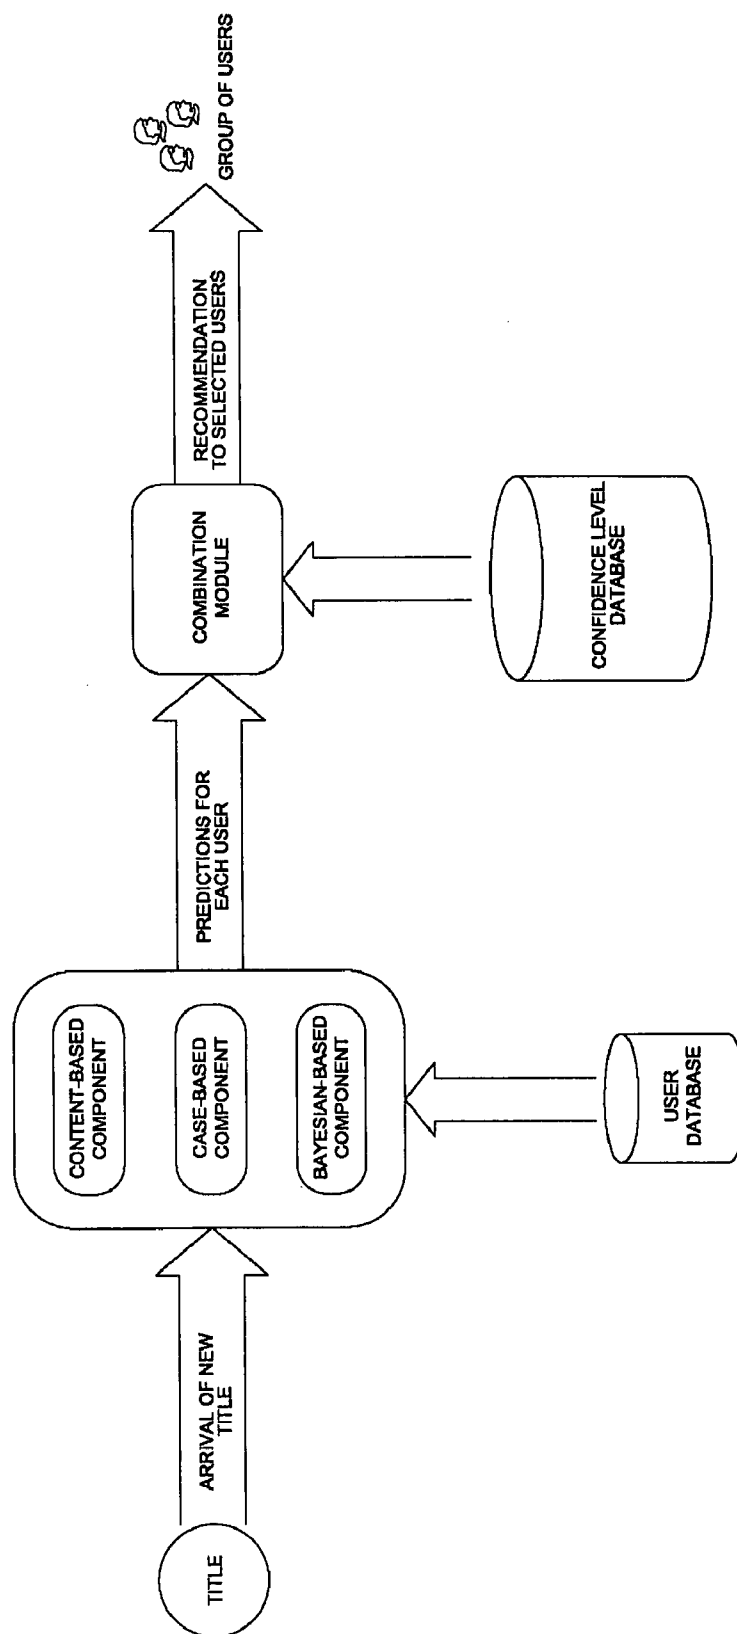 TITLE
ARRIVAL OF NEW
TITLE
CONTENT-BASED
COMPONENT
CASE-BASED
COMPONENT
BAYESIAN-BASED
COMPONENT
USER
DATABASE
PREDICTIONS FOR
EACH USER
COMBINATION
MODULE
CONFIDENCE LEVEL
DATABASE
RECOMMENDATION
TO SELECTED USERS
GROUP OF USERS